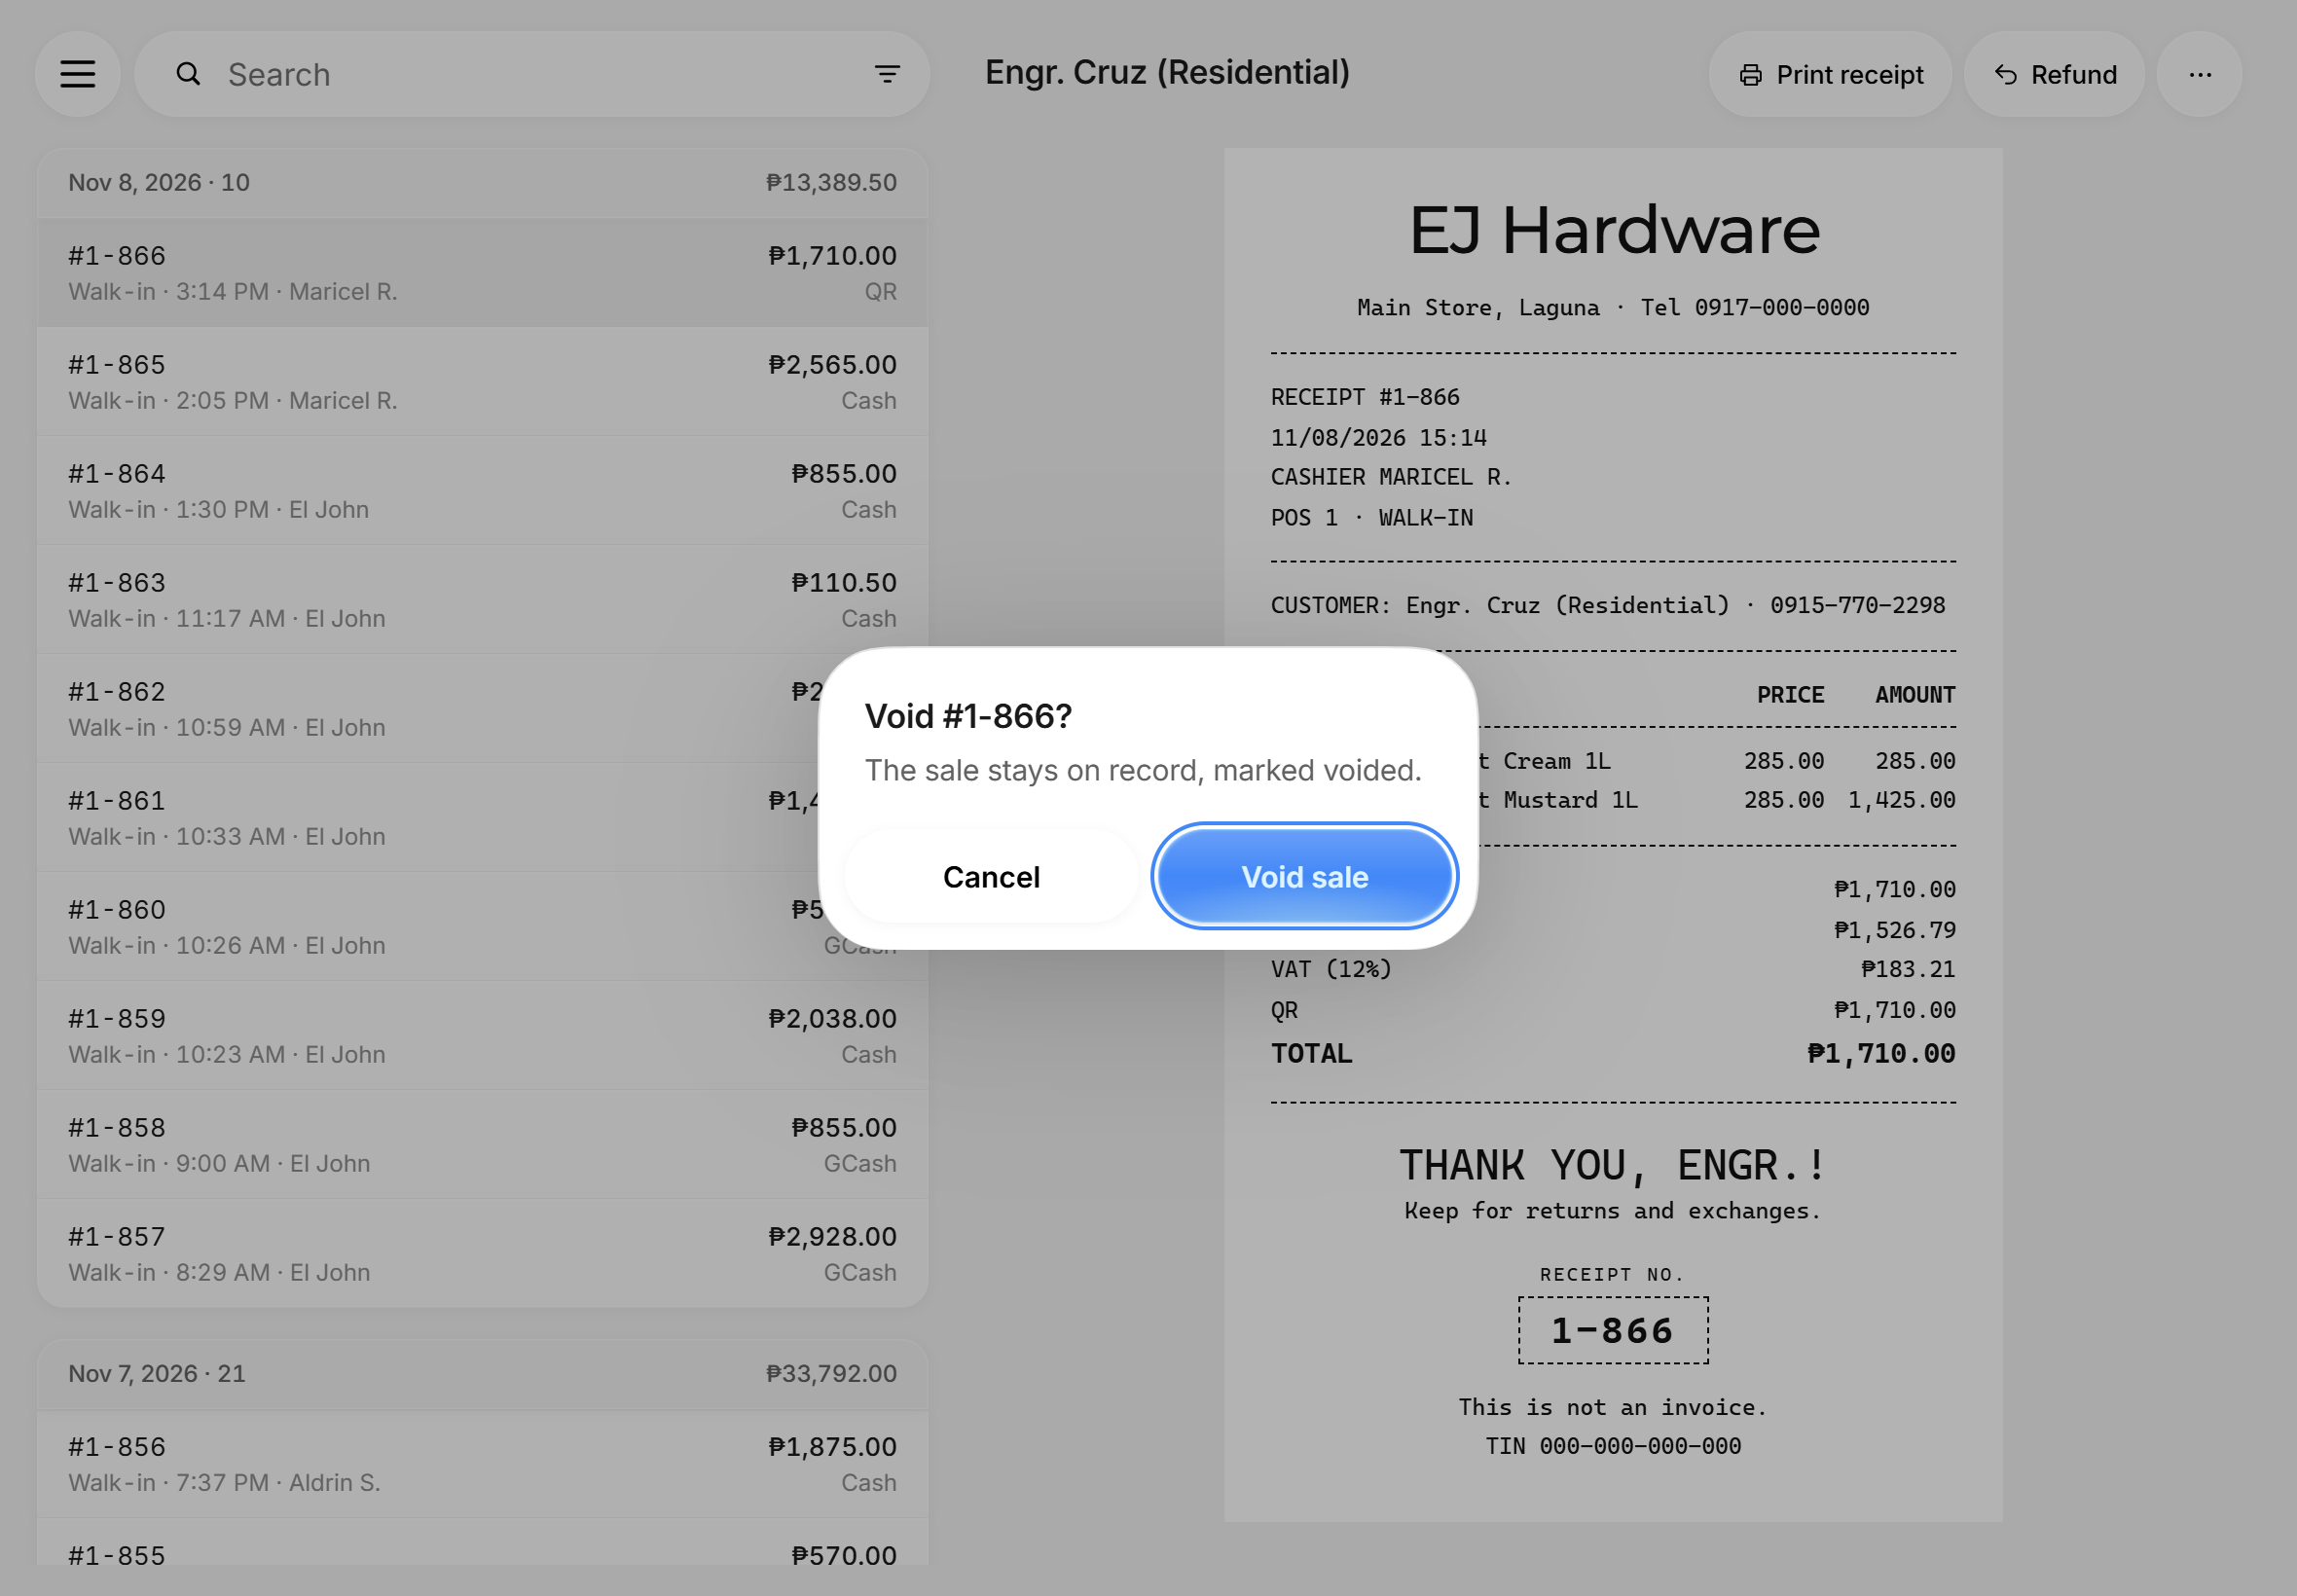 Search
Engr. Cruz (Residential)
Print receipt
Refund
Nov 8, 2026 · 10 ₱13,389.50
#1-866 ₱1,710.00
Walk-in · 3:14 PM · Maricel R. QR
#1-865 ₱2,565.00
Walk-in · 2:05 PM · Maricel R. Cash
#1-864 ₱855.00
Walk-in · 1:30 PM · El John Cash
#1-863 ₱110.50
Walk-in · 11:17 AM · El John Cash
#1-862 ₱2
Walk-in · 10:59 AM · El John
#1-861 ₱1,4
Walk-in · 10:33 AM · El John
#1-860 ₱5
Walk-in · 10:26 AM · El John GCash
#1-859 ₱2,038.00
Walk-in · 10:23 AM · El John Cash
#1-858 ₱855.00
Walk-in · 9:00 AM · El John GCash
#1-857 ₱2,928.00
Walk-in · 8:29 AM · El John GCash
Nov 7, 2026 · 21 ₱33,792.00
#1-856 ₱1,875.00
Walk-in · 7:37 PM · Aldrin S. Cash
#1-855 ₱570.00
Void #1-866?
The sale stays on record, marked voided.
Cancel
Void sale
EJ Hardware
Main Store, Laguna · Tel 0917-000-0000
RECEIPT #1-866
11/08/2026 15:14
CASHIER MARICEL R.
POS 1 · WALK-IN
CUSTOMER: Engr. Cruz (Residential) · 0915-770-2298
PRICE AMOUNT
t Cream 1L 285.00 285.00
t Mustard 1L 285.00 1,425.00
₱1,710.00
₱1,526.79
VAT (12%) ₱183.21
QR ₱1,710.00
TOTAL ₱1,710.00
THANK YOU, ENGR.!
Keep for returns and exchanges.
RECEIPT NO.
1-866
This is not an invoice.
TIN 000-000-000-000